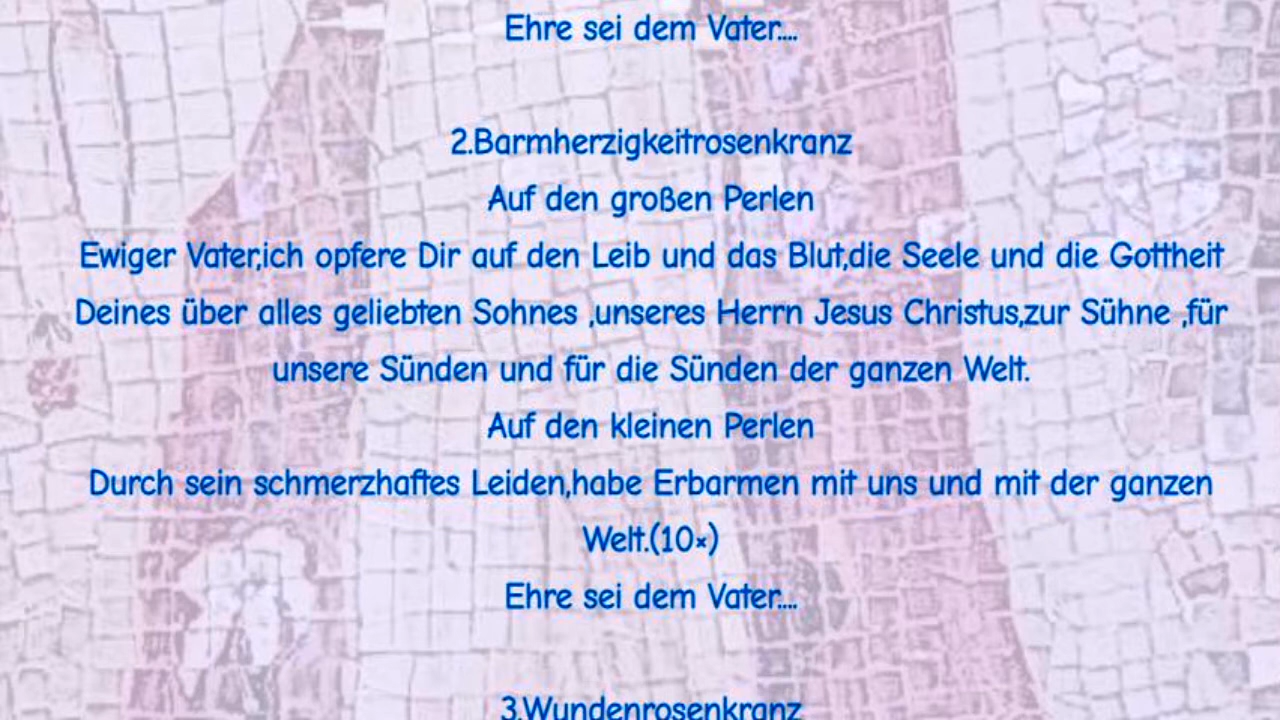 Ehre sei dem Vater....
2.Barmherzigkeitrosenkranz
Auf den großen Perlen
Ewiger Vater,ich opfere Dir auf den Leib und das Blut,die Seele und die Gottheit
Deines über alles geliebten Sohnes ,unseres Herrn Jesus Christus,zur Sühne ,für
unsere Sünden und für die Sünden der ganzen Welt.
Auf den kleinen Perlen
Durch sein schmerzhaftes Leiden,habe Erbarmen mit uns und mit der ganzen
Welt.(10×)
Ehre sei dem Vater....
3.Wundenrosenkranz